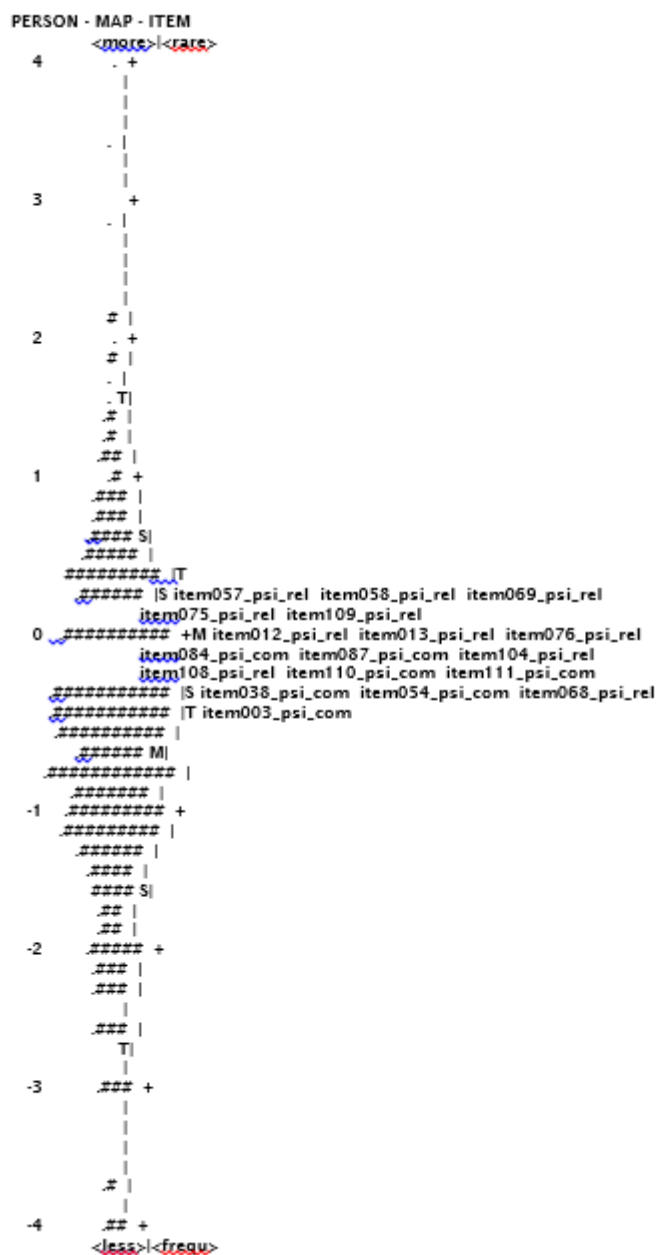 PERSON - MAP - ITEM
<more>|<rare>
4 . +
|
|
|
. |
|
|
3 +
. |
|
|
|
|
# |
2 . +
# |
. |
. T|
.# |
.# |
.## |
1 .# +
.### |
.### |
.#### S|
.##### |
######### |T
.###### |S item057_psi_rel item058_psi_rel item069_psi_rel
item075_psi_rel item109_psi_rel
0 .########## +M item012_psi_rel item013_psi_rel item076_psi_rel
item084_psi_com item087_psi_com item104_psi_rel
item108_psi_rel item110_psi_com item111_psi_com
.########### |S item038_psi_com item054_psi_com item068_psi_rel
.########### |T item003_psi_com
.########## |
.###### M|
.############ |
.####### |
-1 .######### +
.######### |
.###### |
.#### |
#### S|
.## |
.## |
-2 .##### +
.### |
.### |
|
.### |
T|
|
-3 .### +
|
|
|
|
.# |
|
-4 .## +
<less>|<frequ>